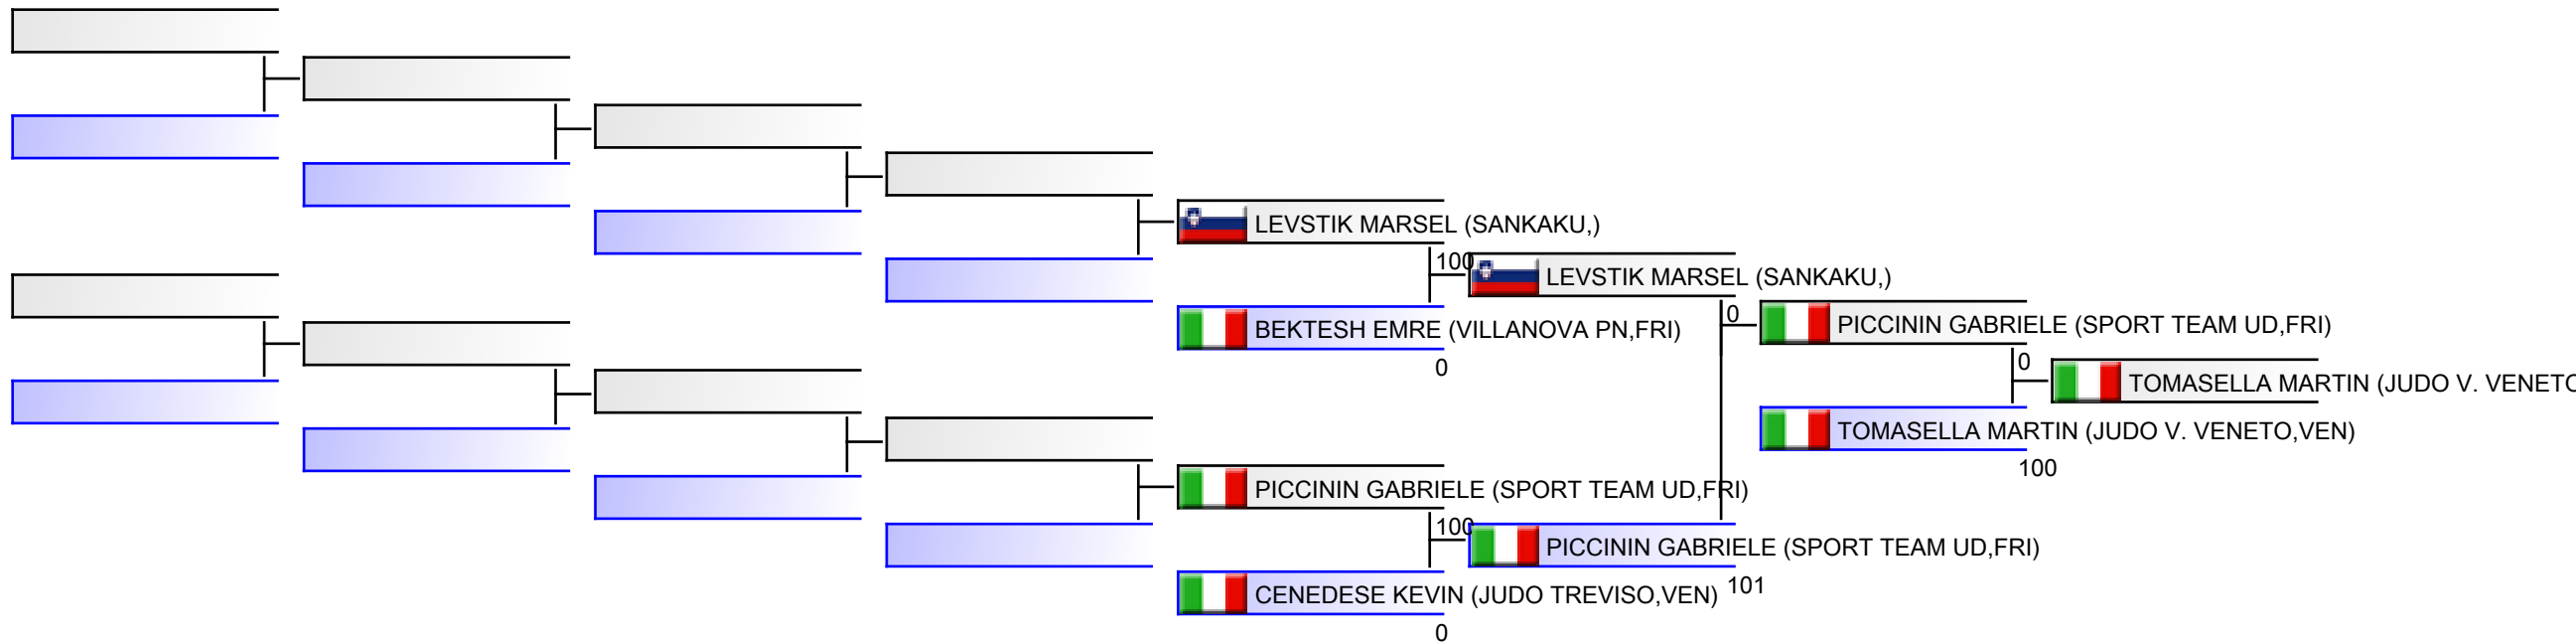 LEVSTIK MARSEL (SANKAKU,)
100
LEVSTIK MARSEL (SANKAKU,)
BEKTESH EMRE (VILLANOVA PN,FRI)
0
0
PICCININ GABRIELE (SPORT TEAM UD,FRI)
0
TOMASELLA MARTIN (JUDO V. VENETO
TOMASELLA MARTIN (JUDO V. VENETO,VEN)
100
PICCININ GABRIELE (SPORT TEAM UD,FRI)
100
PICCININ GABRIELE (SPORT TEAM UD,FRI)
101
CENEDESE KEVIN (JUDO TREVISO,VEN)
0